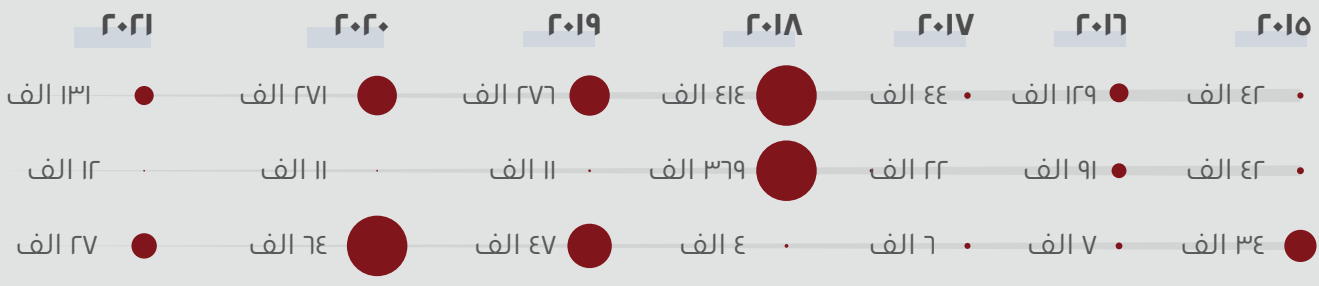 ٢٠١٥ ٢٠١٦ ٢٠١٧ ٢٠١٨ ٢٠١٩ ٢٠٢٠ ٢٠٢١
٤٢ الف ١٢٩ الف ٤٤ الف ٤١٤ الف ٢٧٦ الف ٢٧١ الف ١٣١ الف
٤٢ الف ٩١ الف ٢٢ الف ٣٦٩ الف ١١ الف ١١ الف ١٢ الف
٣٤ الف ٧ الف ٦ الف ٤ الف ٤٧ الف ٦٤ الف ٢٧ الف